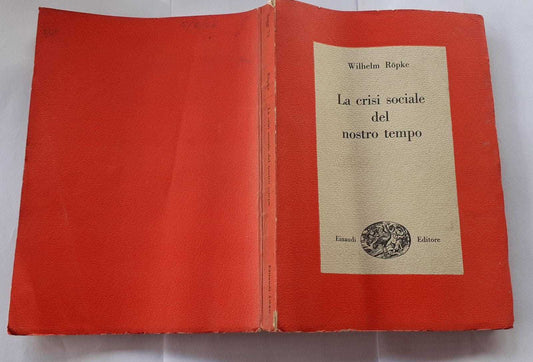 Wilhelm Röpke
La crisi sociale
del
nostro tempo
Einaudi Editore